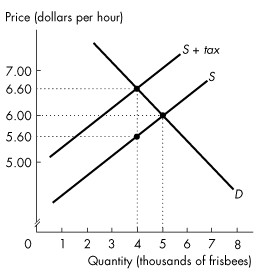 Price (dollars per hour)
S + tax
S
7.00
6.60
6.00
5.60
5.00
D
0 1 2 3 4 5 6 7 8
Quantity (thousands of frisbees)